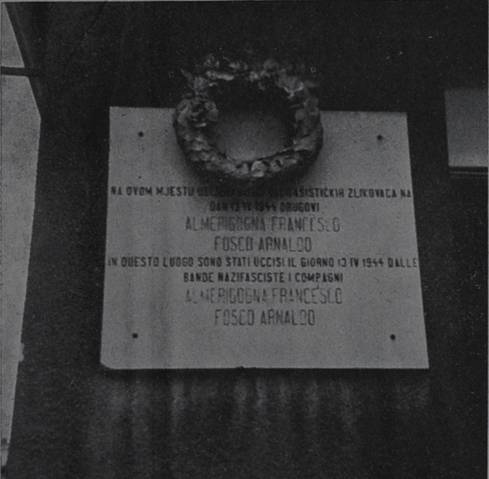 NA OVOM MJESTU FAŠISTIČKIH ZLIKOVACA NA
DAN 13 IV 1944 DRUGOVI
ALMERIGOGNA FRANCESCO
FOSCO ARNALDO
IN QUESTO LUOGO SONO STATI UCCISI IL GIORNO 13 IV 1944 DALLE
BANDE NAZIFASCISTE I COMPAGNI
ALMERIGOGNA FRANCESCO
FOSCO ARNALDO